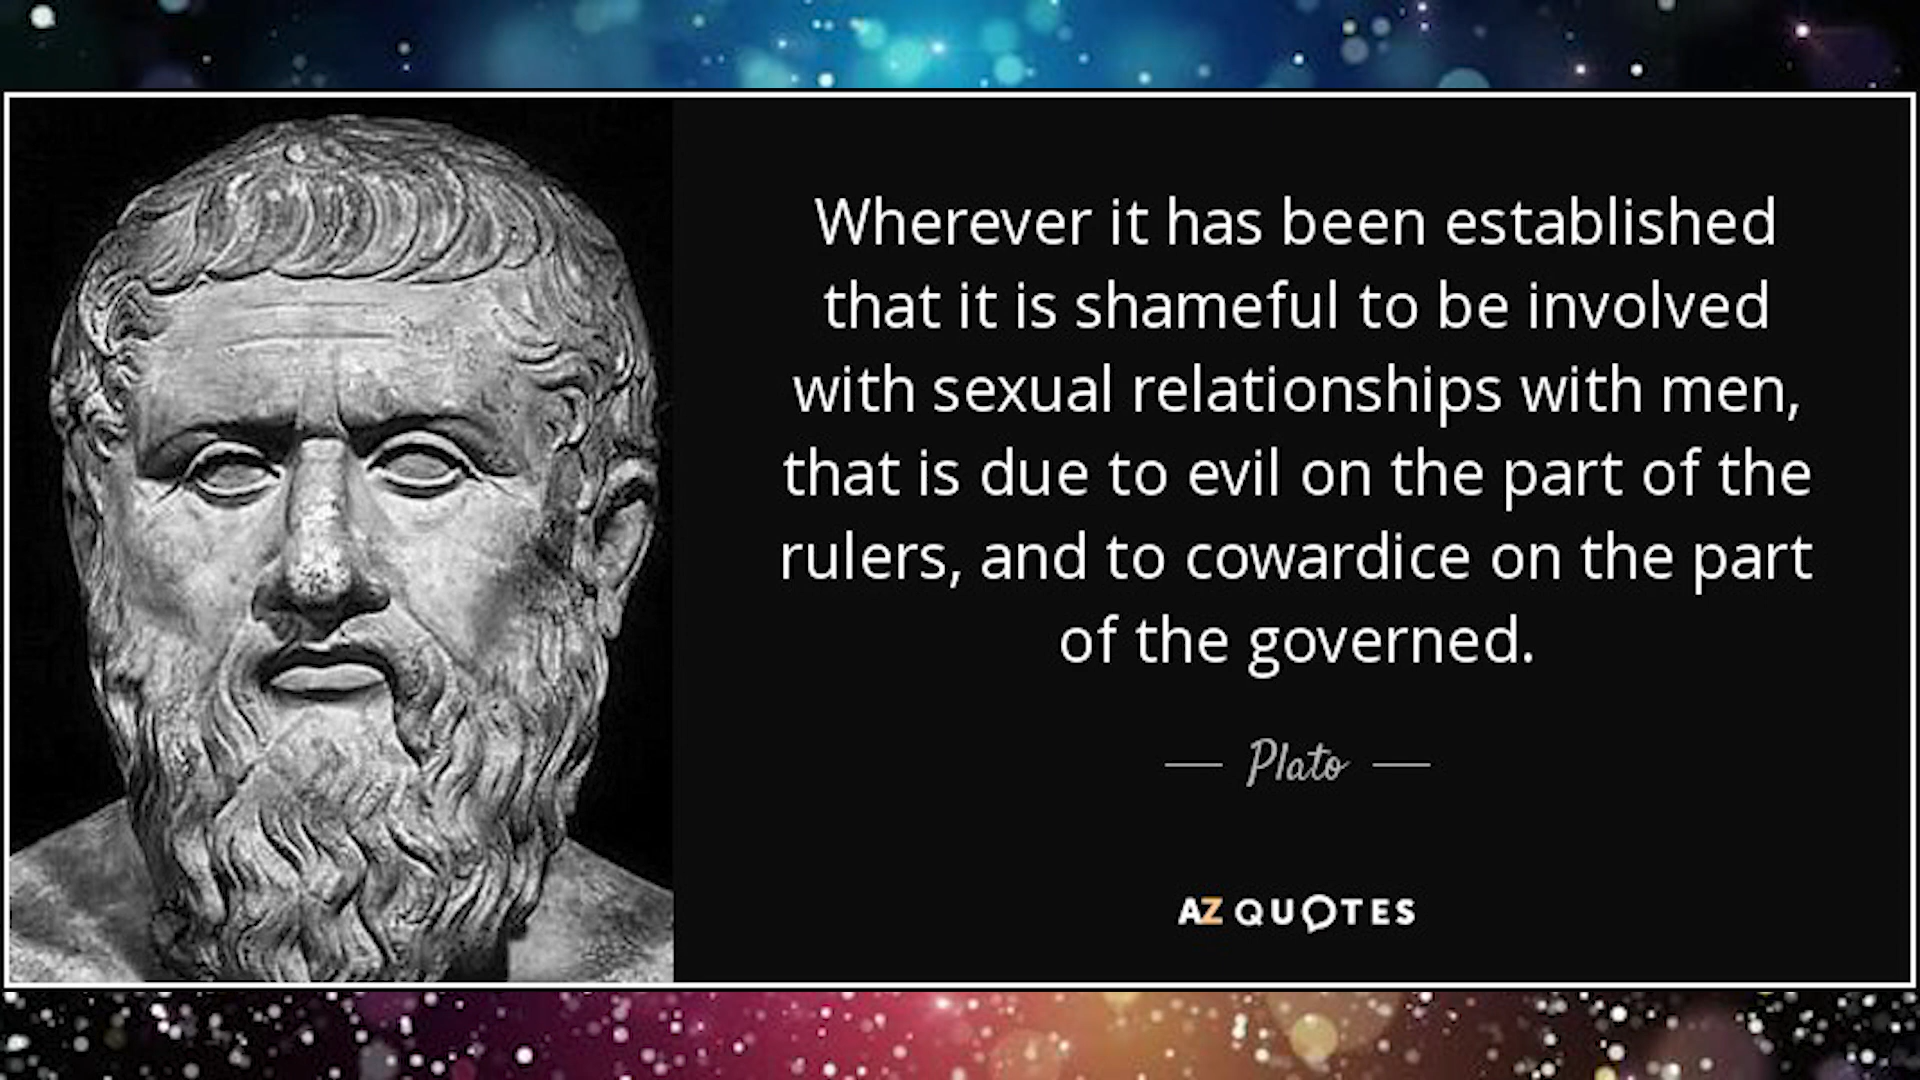 Wherever it has been established
that it is shameful to be involved
with sexual relationships with men,
that is due to evil on the part of the
rulers, and to cowardice on the part
of the governed.
Plato
AZ QUOTES